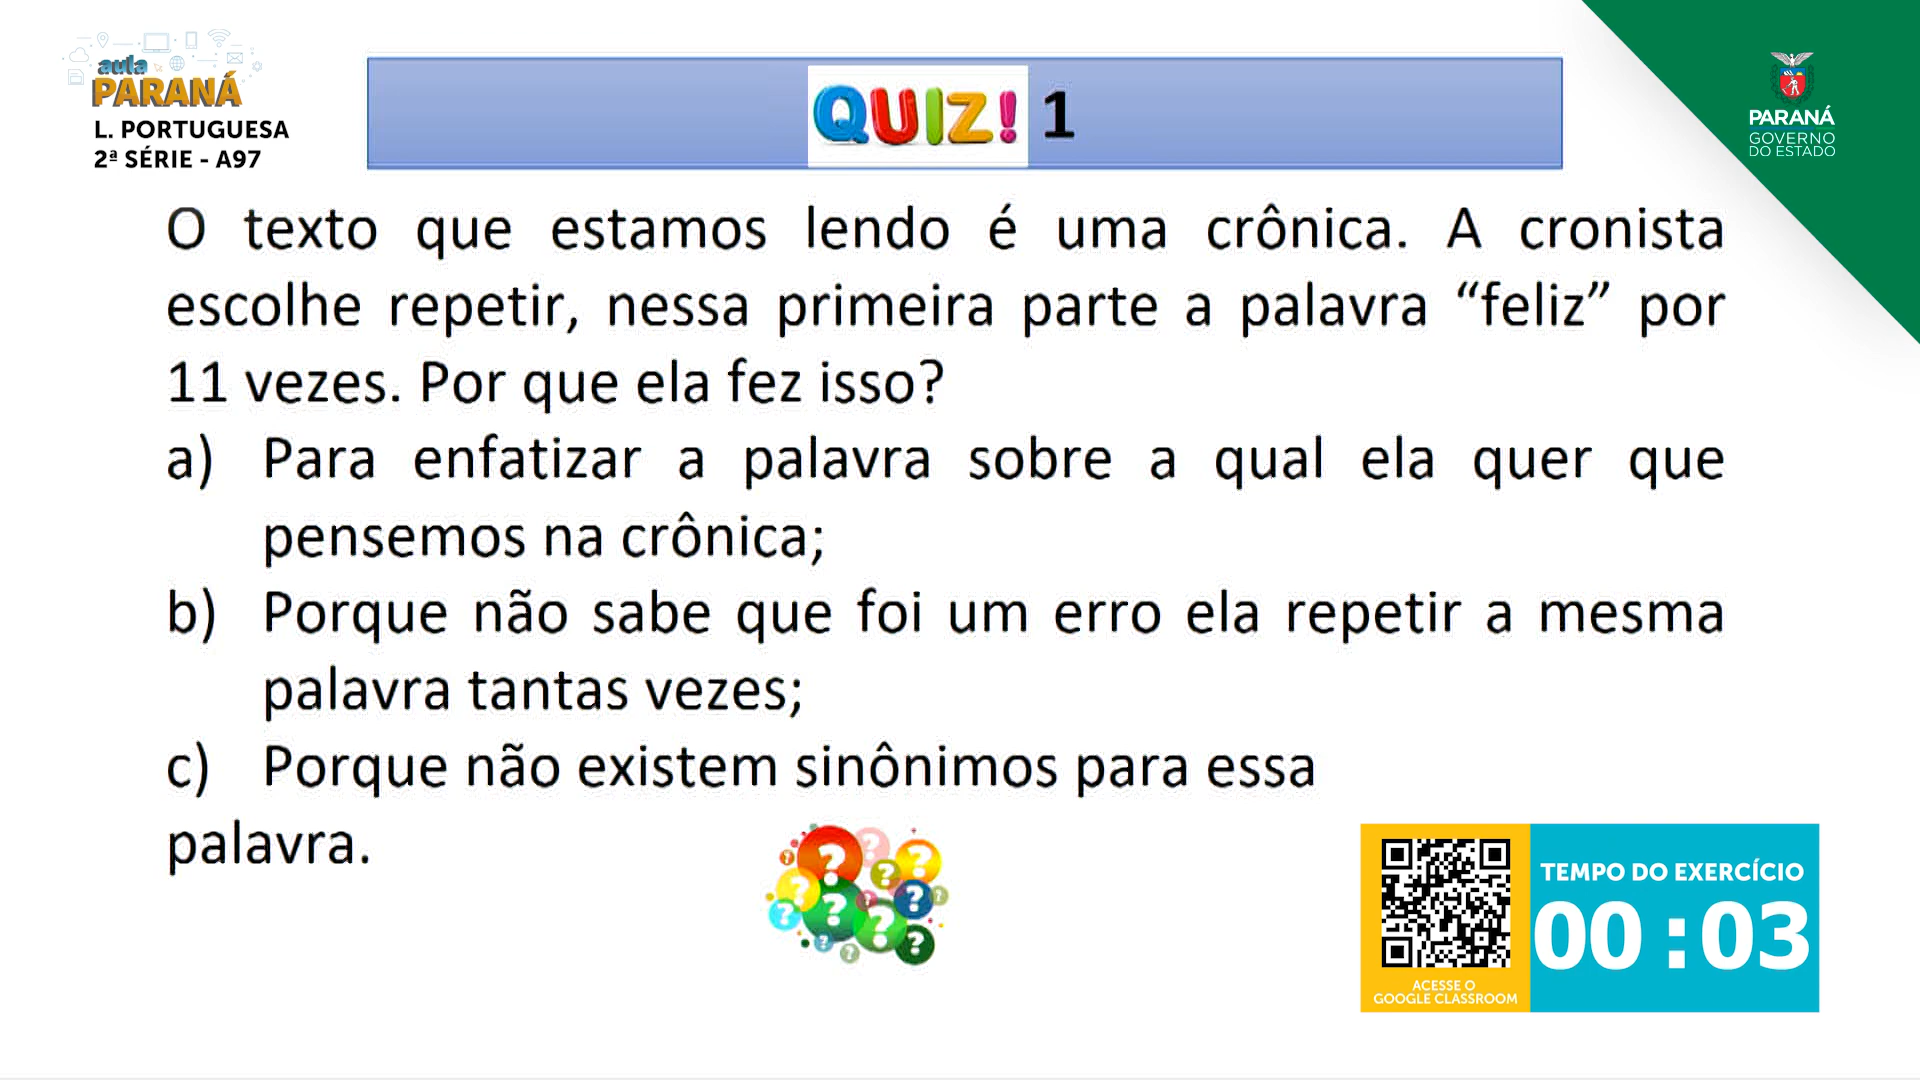 aula
PARANÁ
L. PORTUGUESA
2ª SÉRIE - A97
QUIZ! 1
PARANÁ
GOVERNO
DO ESTADO
O texto que estamos lendo é uma crônica. A cronista
escolhe repetir, nessa primeira parte a palavra “feliz” por
11 vezes. Por que ela fez isso?
a) Para enfatizar a palavra sobre a qual ela quer que
pensemos na crônica;
b) Porque não sabe que foi um erro ela repetir a mesma
palavra tantas vezes;
c) Porque não existem sinônimos para essa
palavra.
ACESSE O
GOOGLE CLASSROOM
TEMPO DO EXERCÍCIO
00:03